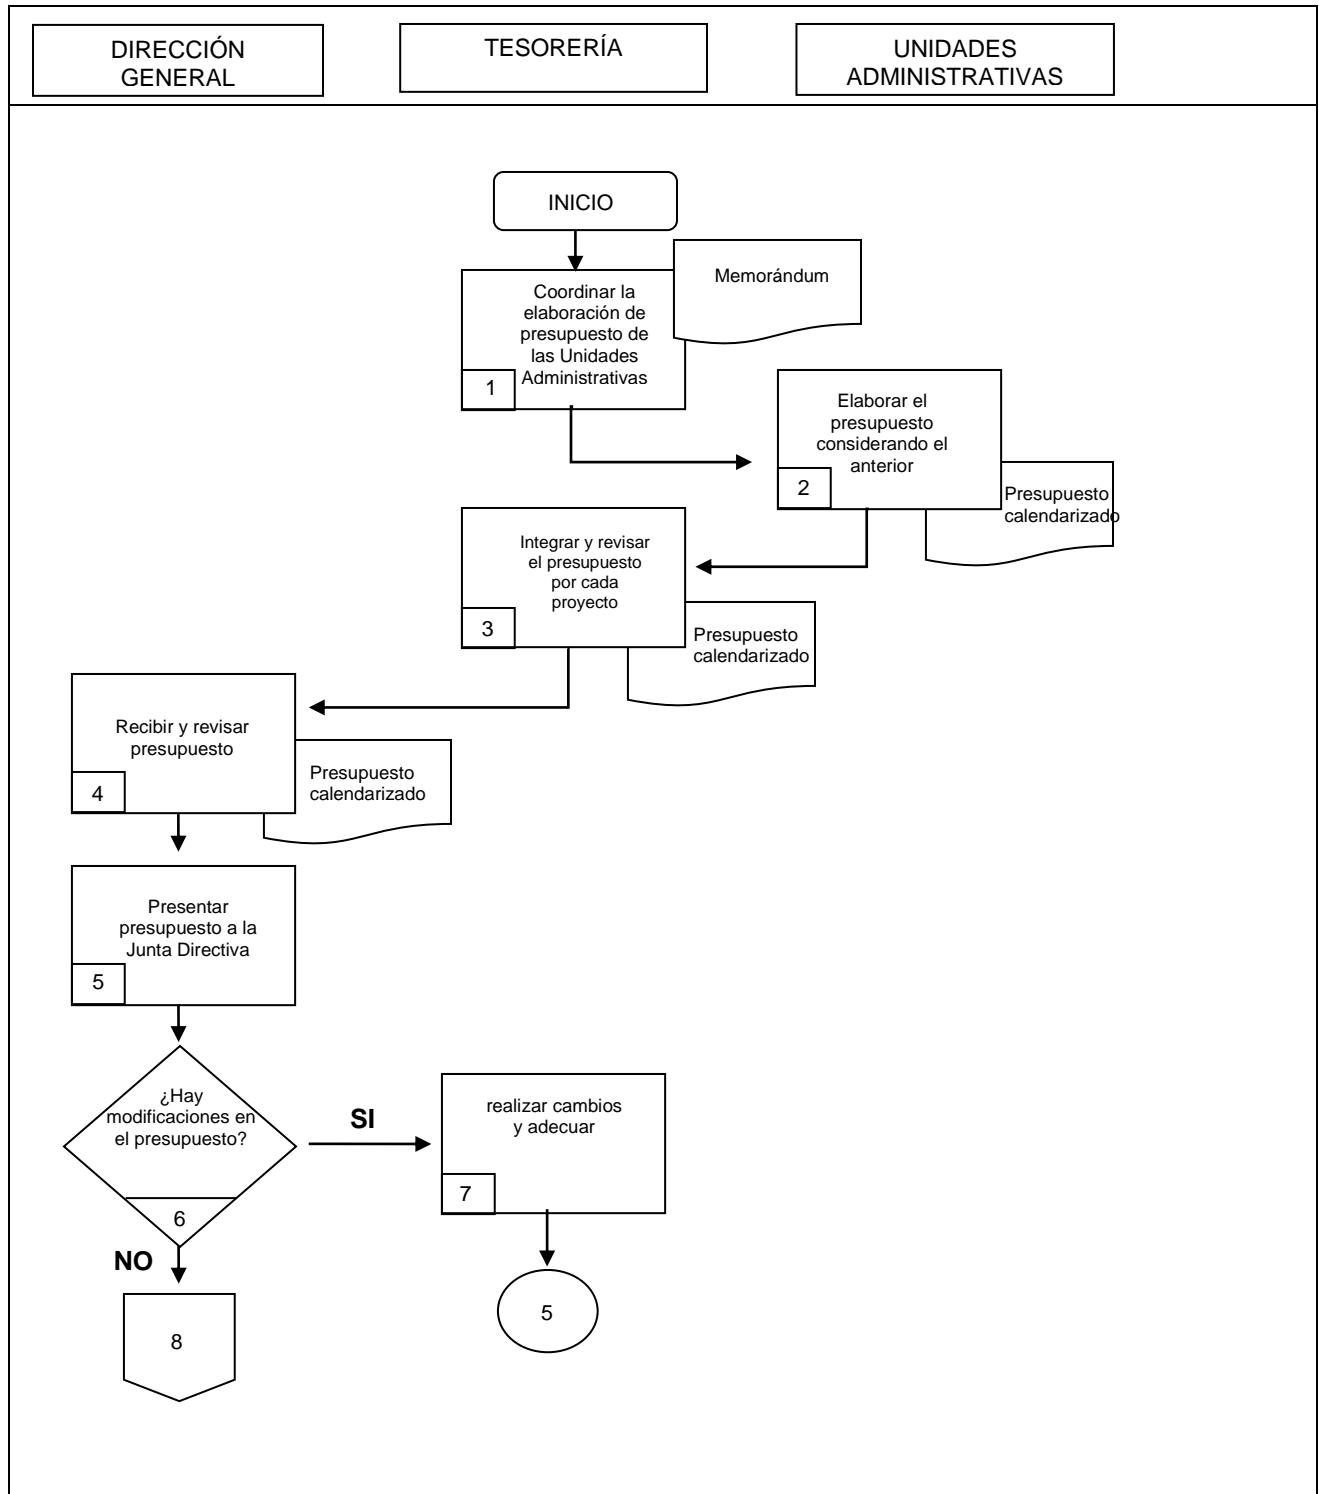 DIRECCIÓN
GENERAL
TESORERÍA
UNIDADES
ADMINISTRATIVAS
INICIO
Memorándum
Coordinar la
elaboración de
presupuesto de
las Unidades
Administrativas
1
Elaborar el
presupuesto
considerando el
anterior
2
Presupuesto
calendarizado
Integrar y revisar
el presupuesto
por cada
proyecto
3
Presupuesto
calendarizado
Recibir y revisar
presupuesto
4
Presupuesto
calendarizado
Presentar
presupuesto a la
Junta Directiva
5
¿Hay
modificaciones en
el presupuesto?
6
SI
realizar cambios
y adecuar
7
NO
8
5